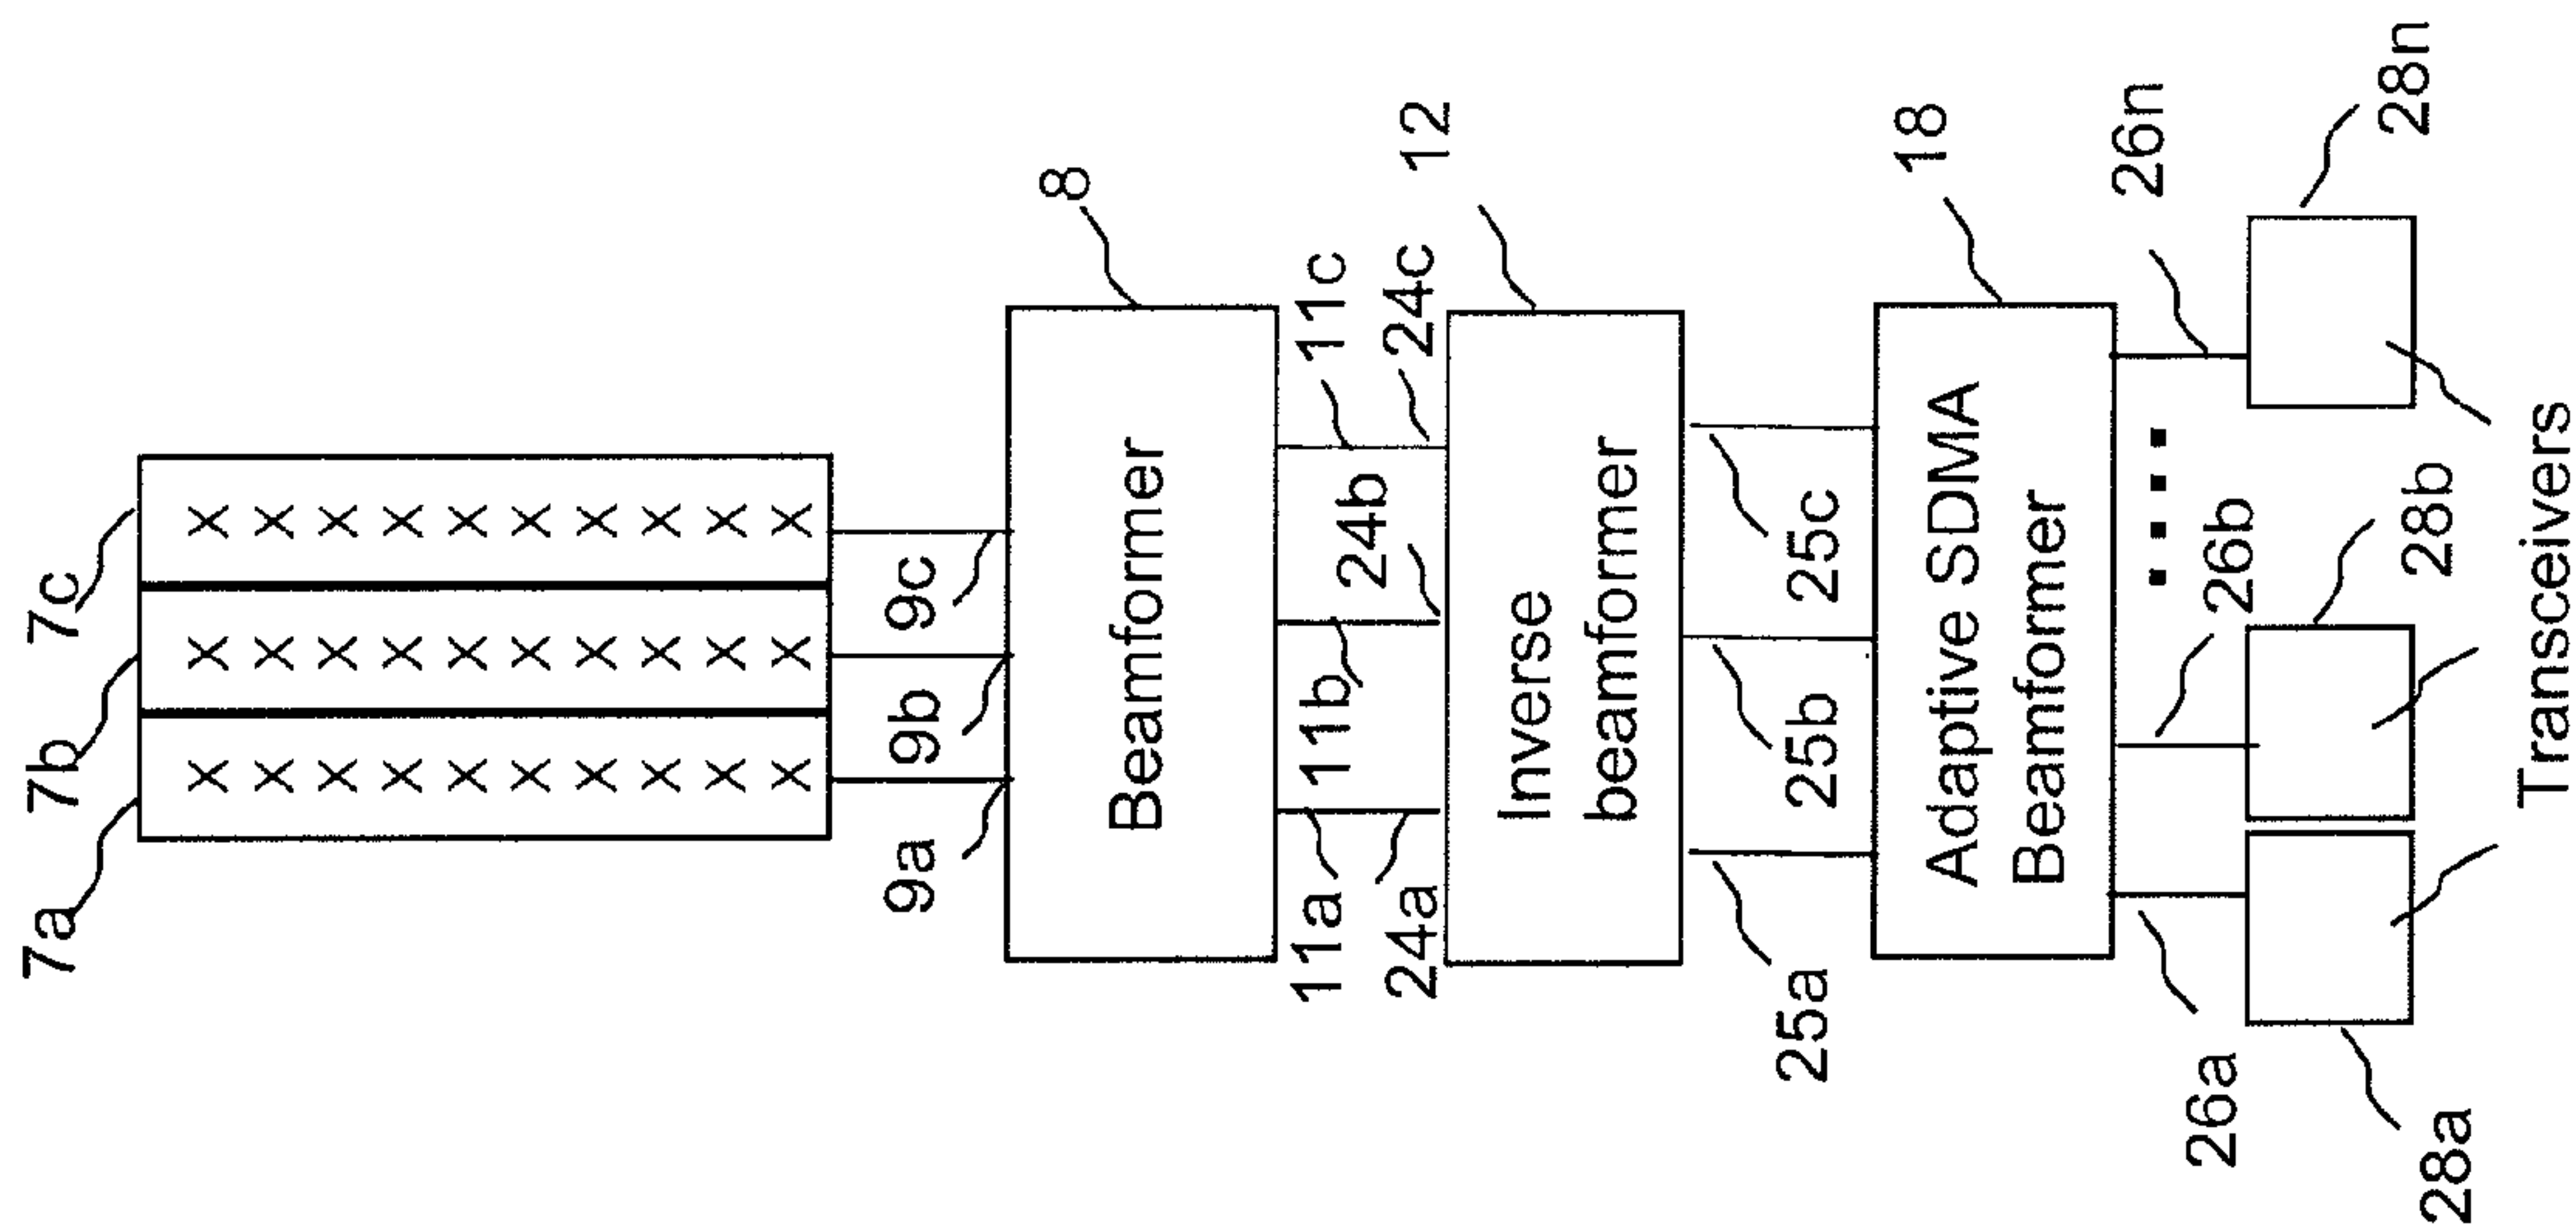 7a
7b
7c
X X X X X X X X X X
X X X X X X X X X X
X X X X X X X X X X
9a
9b
9c
8
Beamformer
11a
11b
11c
24a
24b
24c
12
Inverse
beamformer
25a
25b
25c
18
Adaptive SDMA
Beamformer
26a
26b
26n
28a
28b
28n
Transceivers